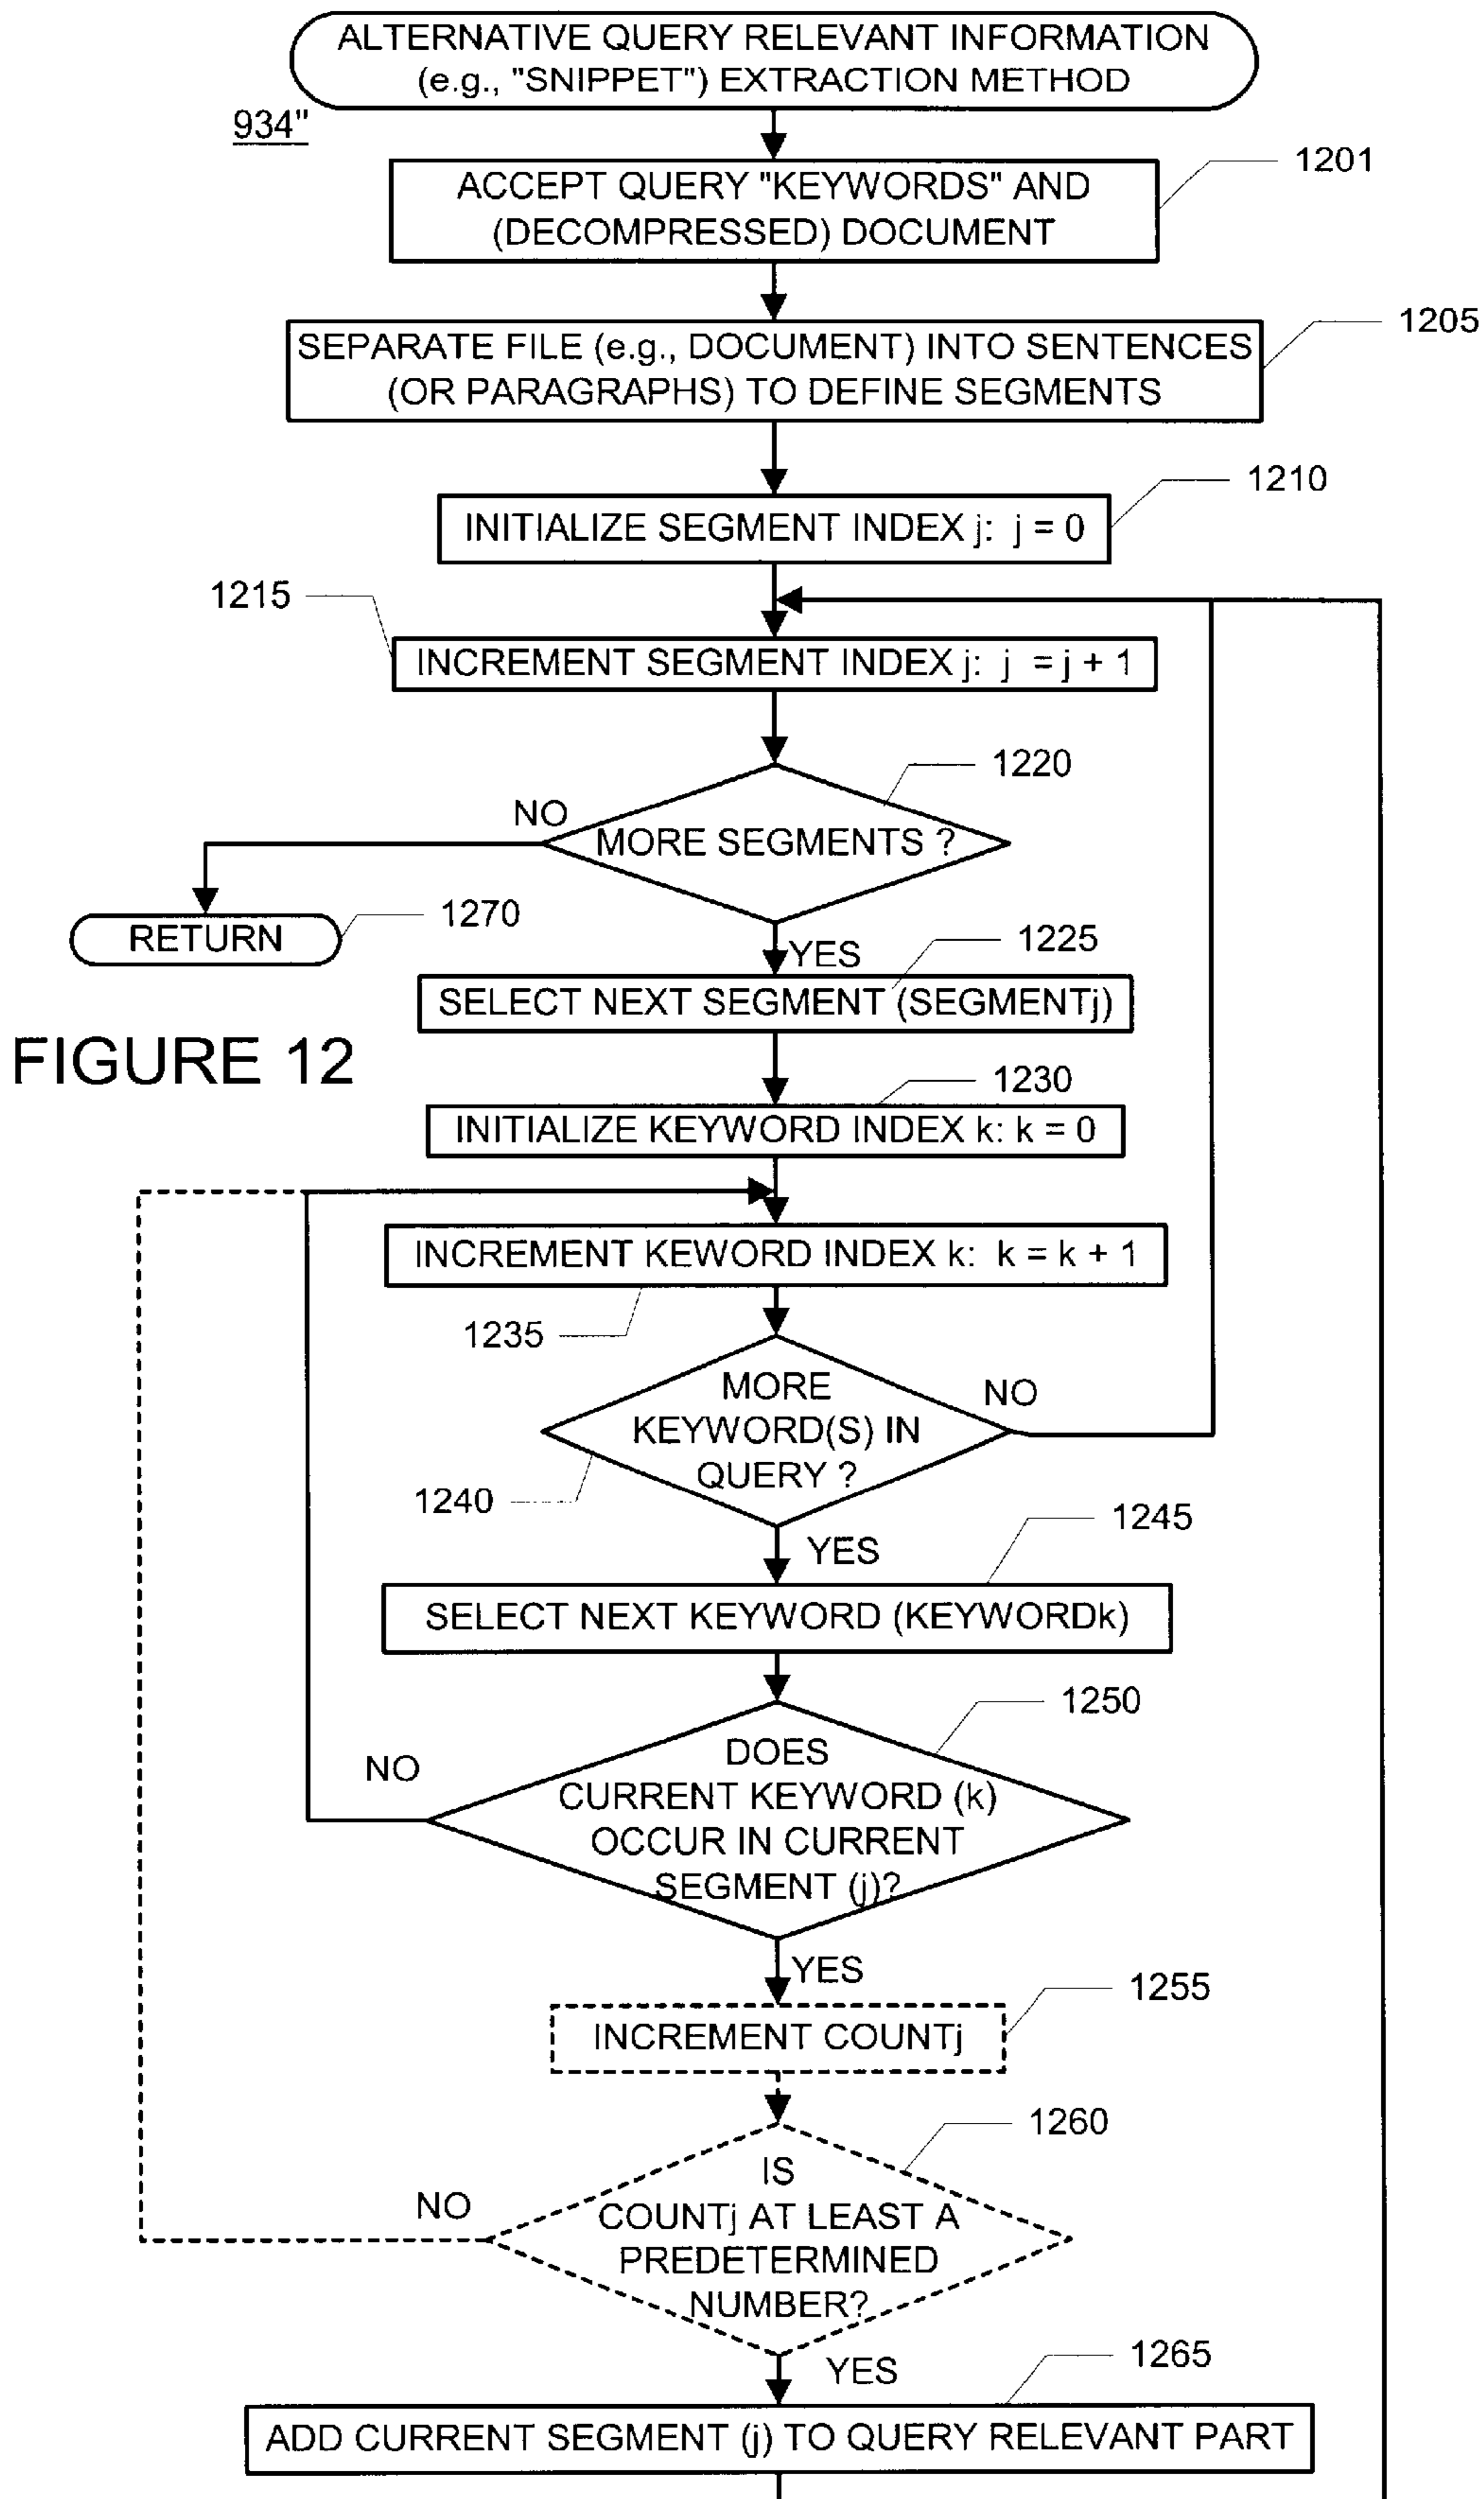 ALTERNATIVE QUERY RELEVANT INFORMATION
(e.g., "SNIPPET") EXTRACTION METHOD
934"
ACCEPT QUERY "KEYWORDS" AND
(DECOMPRESSED) DOCUMENT
1201
SEPARATE FILE (e.g., DOCUMENT) INTO SENTENCES
(OR PARAGRAPHS) TO DEFINE SEGMENTS
1205
INITIALIZE SEGMENT INDEX j: j = 0
1210
1215
INCREMENT SEGMENT INDEX j: j = j + 1
1220
NO
MORE SEGMENTS ?
RETURN
1270
YES
1225
SELECT NEXT SEGMENT (SEGMENTj)
FIGURE 12
1230
INITIALIZE KEYWORD INDEX k: k = 0
INCREMENT KEWORD INDEX k: k = k + 1
1235
MORE
KEYWORD(S) IN
QUERY ?
NO
1240
YES
1245
SELECT NEXT KEYWORD (KEYWORDk)
1250
DOES
CURRENT KEYWORD (k)
OCCUR IN CURRENT
SEGMENT (j)?
NO
YES
1255
INCREMENT COUNTj
1260
IS
COUNTj AT LEAST A
PREDETERMINED
NUMBER?
NO
YES
1265
ADD CURRENT SEGMENT (j) TO QUERY RELEVANT PART